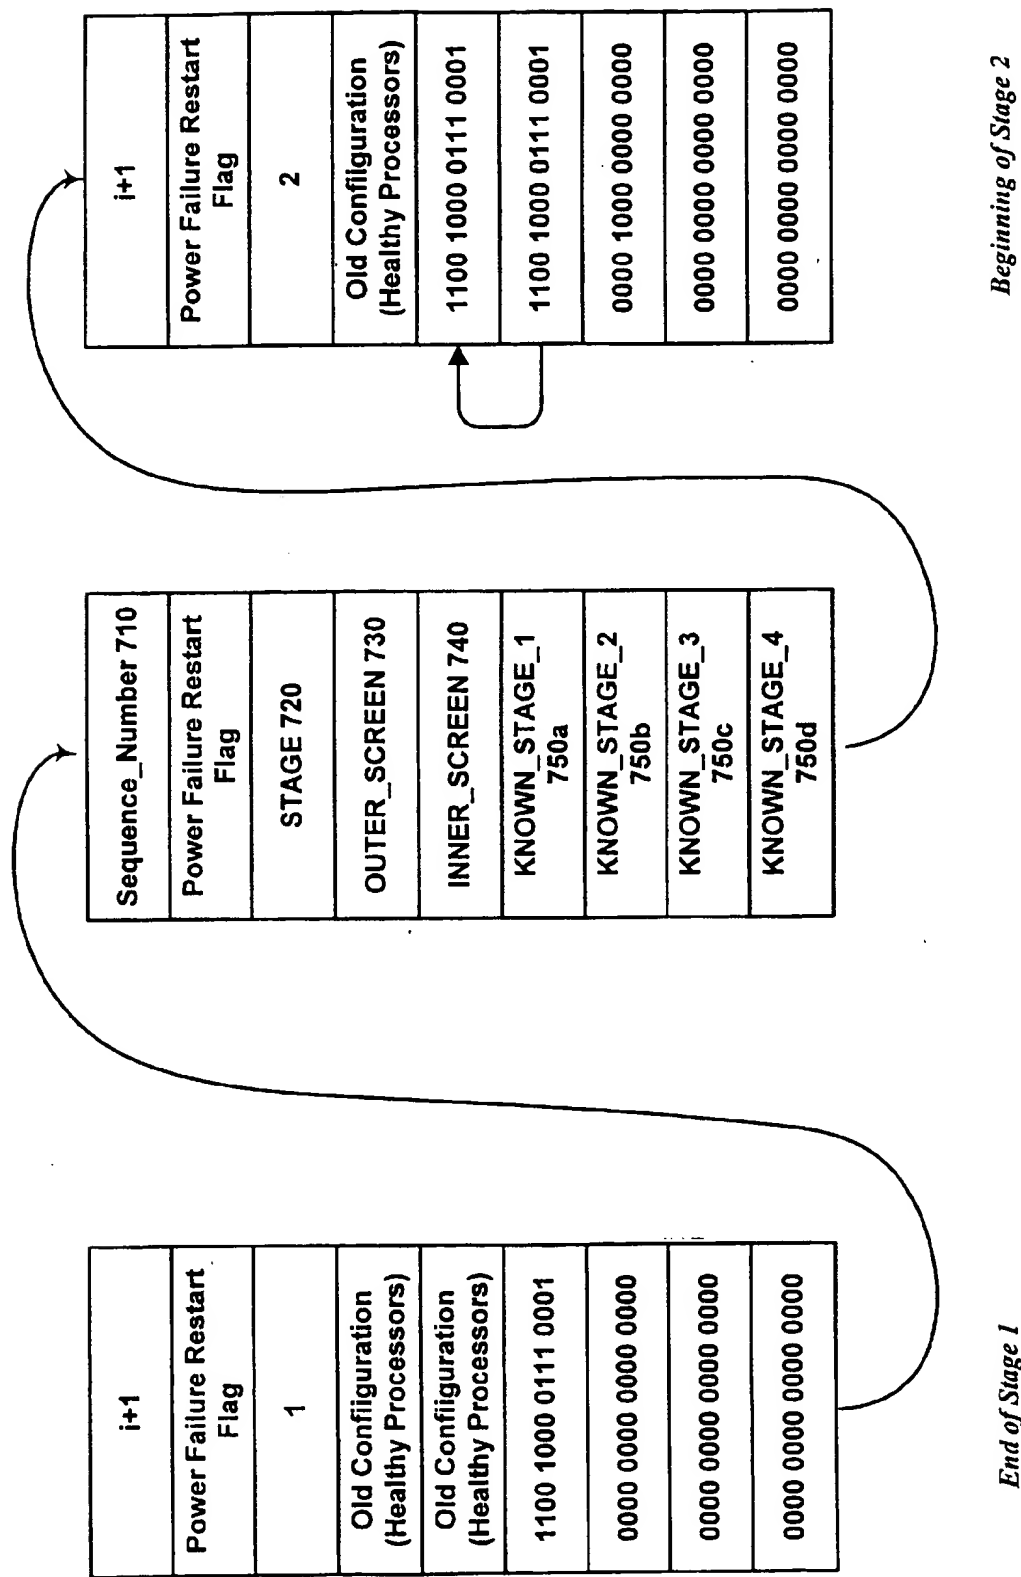 i+1
Power Failure Restart
Flag
1
Old Confiiguration
(Healthy Processors)
Old Confiiguration
(Healthy Processors)
1100 1000 0111 0001
0000 0000 0000 0000
0000 0000 0000 0000
0000 0000 0000 0000
End of Stage 1
Sequence_Number 710
Power Failure Restart
Flag
STAGE 720
OUTER_SCREEN 730
INNER_SCREEN 740
KNOWN_STAGE_1
750a
KNOWN_STAGE_2
750b
KNOWN_STAGE_3
750c
KNOWN_STAGE_4
750d
i+1
Power Failure Restart
Flag
2
Old Confiiguration
(Healthy Processors)
1100 1000 0111 0001
1100 1000 0111 0001
0000 1000 0000 0000
0000 0000 0000 0000
0000 0000 0000 0000
Beginning of Stage 2